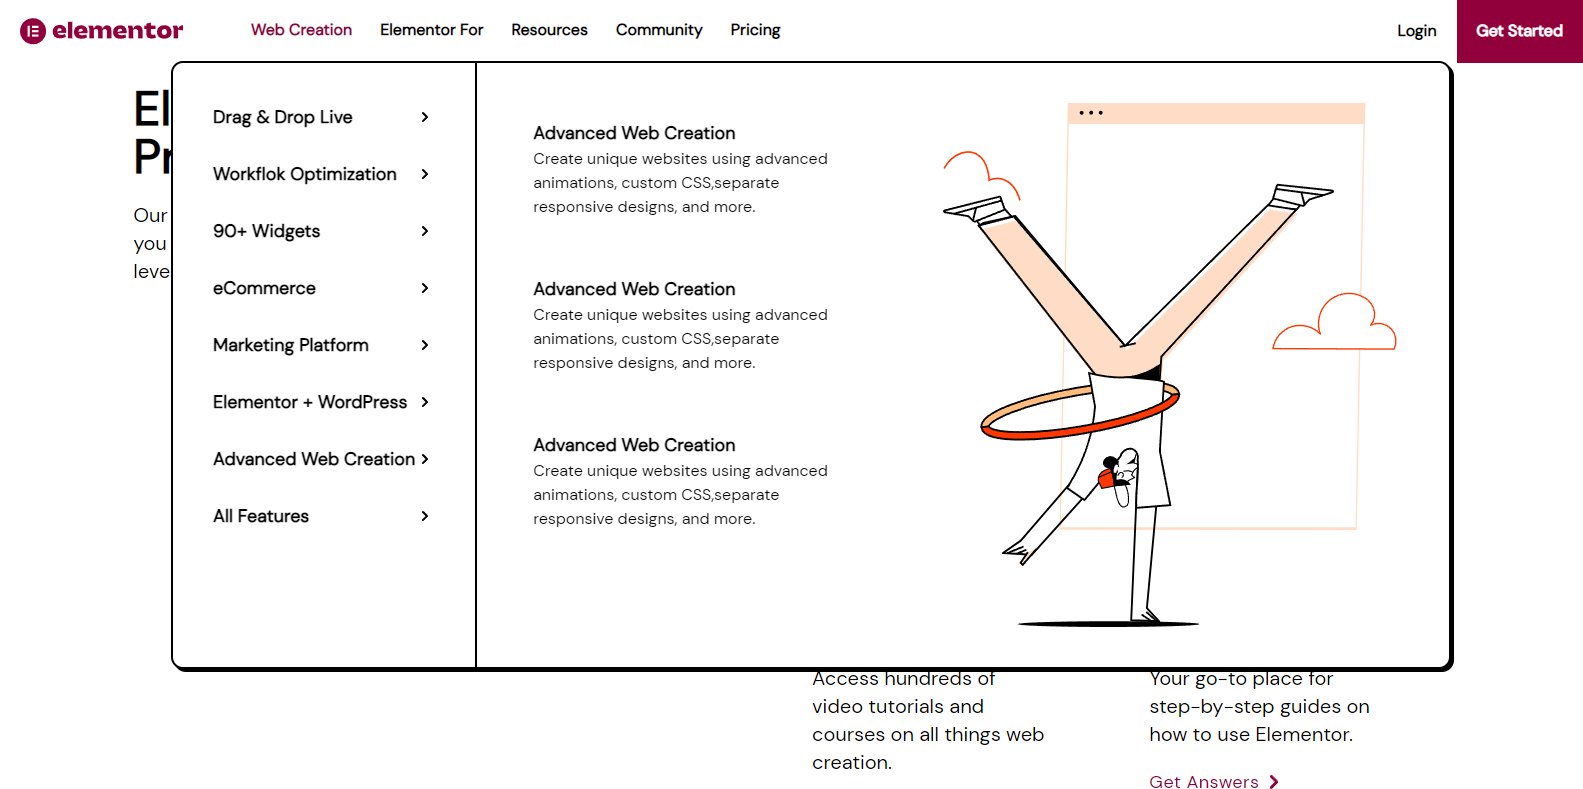 elementor
Web Creation
Elementor For
Resources
Community
Pricing
Login
Get Started
El
Pr
Our
you
leve
Drag & Drop Live
Workflok Optimization
90+ Widgets
eCommerce
Marketing Platform
Elementor + WordPress
Advanced Web Creation
All Features
Advanced Web Creation
Create unique websites using advanced
animations, custom CSS,separate
responsive designs, and more.
Advanced Web Creation
Create unique websites using advanced
animations, custom CSS,separate
responsive designs, and more.
Advanced Web Creation
Create unique websites using advanced
animations, custom CSS,separate
responsive designs, and more.
Access hundreds of
video tutorials and
courses on all things web
creation.
Your go-to place for
step-by-step guides on
how to use Elementor.
Get Answers